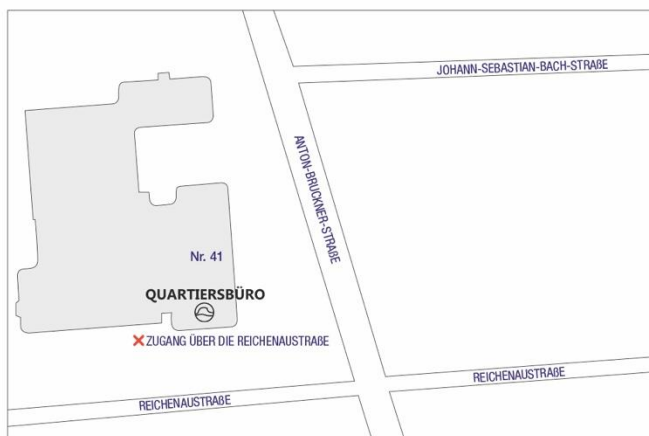 JOHANN-SEBASTIAN-BACH-STRAẞE
ANTON-BRUCKNER-STRAẞE
Nr. 41
QUARTIERSBÜRO
ZUGANG ÜBER DIE REICHENAUSTRAẞE
REICHENAUSTRAẞE
REICHENAUSTRAẞE